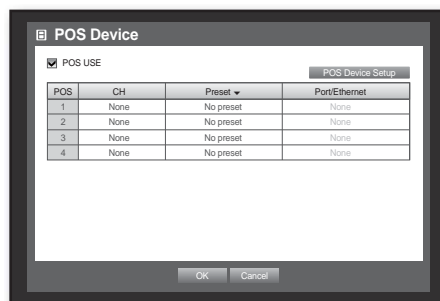 POS Device
POS USE
POS Device Setup
POS CH Preset Port/Ethernet
1 None No preset None
2 None No preset None
3 None No preset None
4 None No preset None
OK Cancel